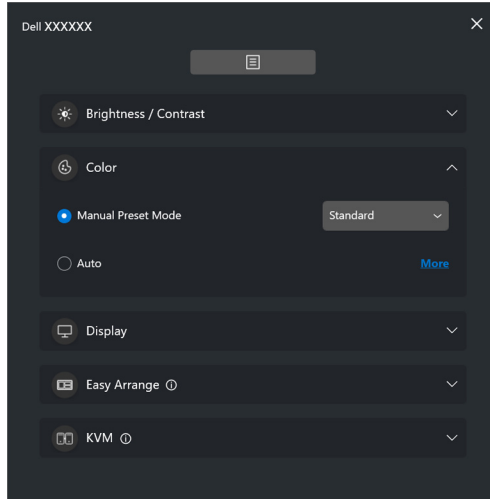 Dell XXXXXX
Brightness / Contrast
Color
Manual Preset Mode Standard
Auto More
Display
Easy Arrange
KVM